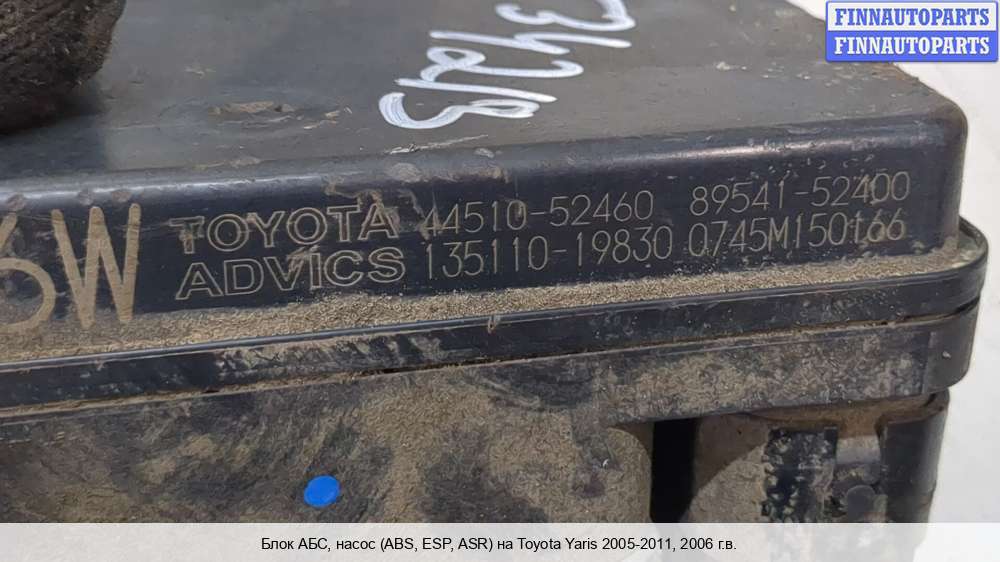 FINNAUTOPARTS
FINNAUTOPARTS
6W
TOYOTA 44510-52460 89541-52400
ADVICS 135110-19830 0745M150166
Блок АБС, насос (ABS, ESP, ASR) на Toyota Yaris 2005-2011, 2006 г.в.